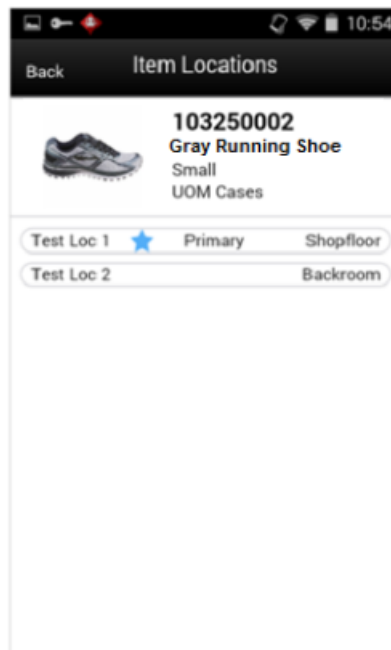 10:54
Back Item Locations
103250002
Gray Running Shoe
Small
UOM Cases
Test Loc 1 Primary Shopfloor
Test Loc 2 Backroom